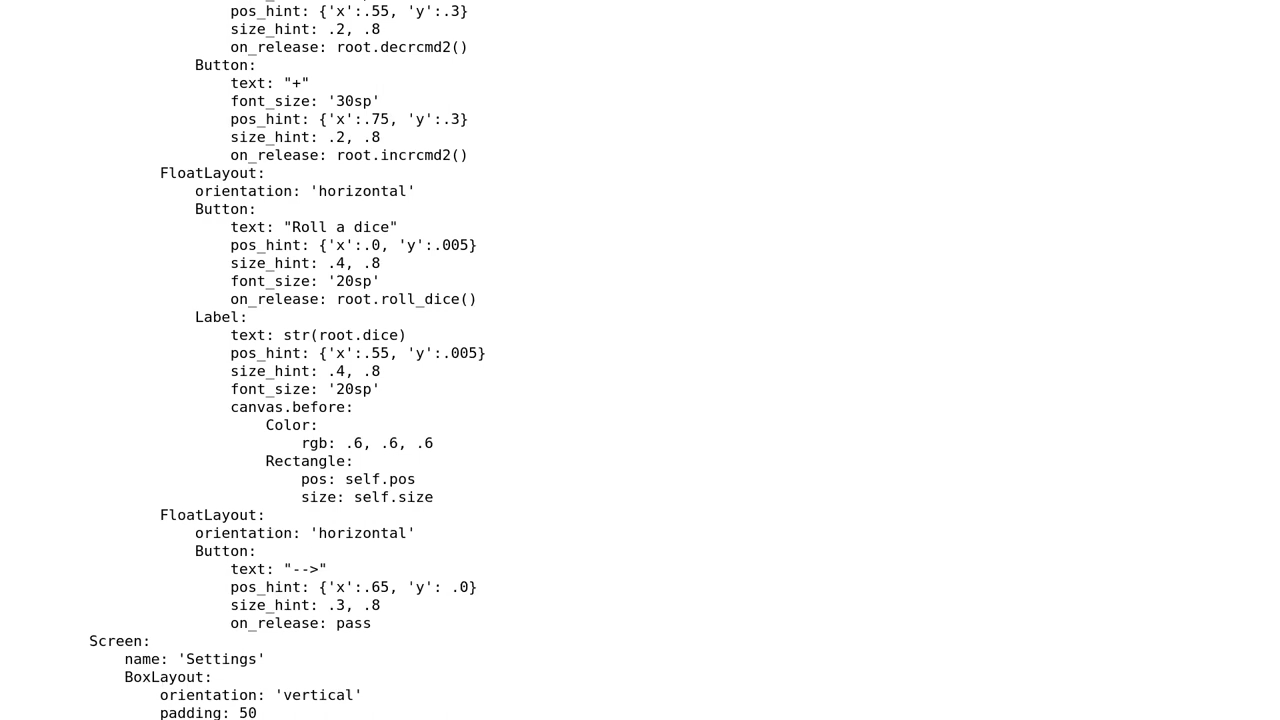 pos_hint: {'x':.55, 'y':.3}
size_hint: .2, .8
on_release: root.decrcmd2()
Button:
text: "+"
font_size: '30sp'
pos_hint: {'x':.75, 'y':.3}
size_hint: .2, .8
on_release: root.incrcmd2()
FloatLayout:
orientation: 'horizontal'
Button:
text: "Roll a dice"
pos_hint: {'x':.0, 'y':.005}
size_hint: .4, .8
font_size: '20sp'
on_release: root.roll_dice()
Label:
text: str(root.dice)
pos_hint: {'x':.55, 'y':.005}
size_hint: .4, .8
font_size: '20sp'
canvas.before:
Color:
rgb: .6, .6, .6
Rectangle:
pos: self.pos
size: self.size
FloatLayout:
orientation: 'horizontal'
Button:
text: "-->"
pos_hint: {'x':.65, 'y': .0}
size_hint: .3, .8
on_release: pass
Screen:
name: 'Settings'
BoxLayout:
orientation: 'vertical'
padding: 50